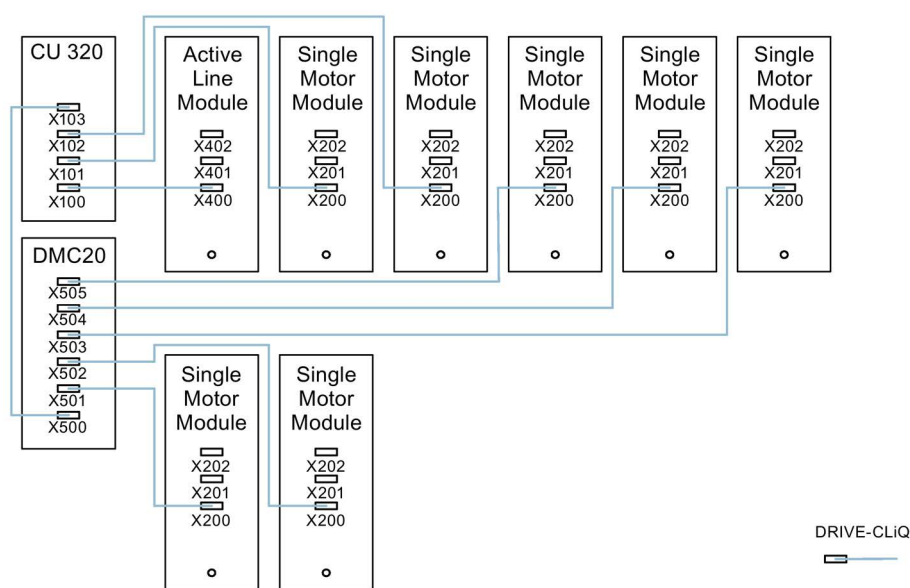 CU 320
X103
X102
X101
X100
Active
Line
Module
X402
X401
X400
Single
Motor
Module
X202
X201
X200
Single
Motor
Module
X202
X201
X200
Single
Motor
Module
X202
X201
X200
Single
Motor
Module
X202
X201
X200
Single
Motor
Module
X202
X201
X200
DMC20
X505
X504
X503
X502
X501
X500
Single
Motor
Module
X202
X201
X200
Single
Motor
Module
X202
X201
X200
DRIVE-CLiQ